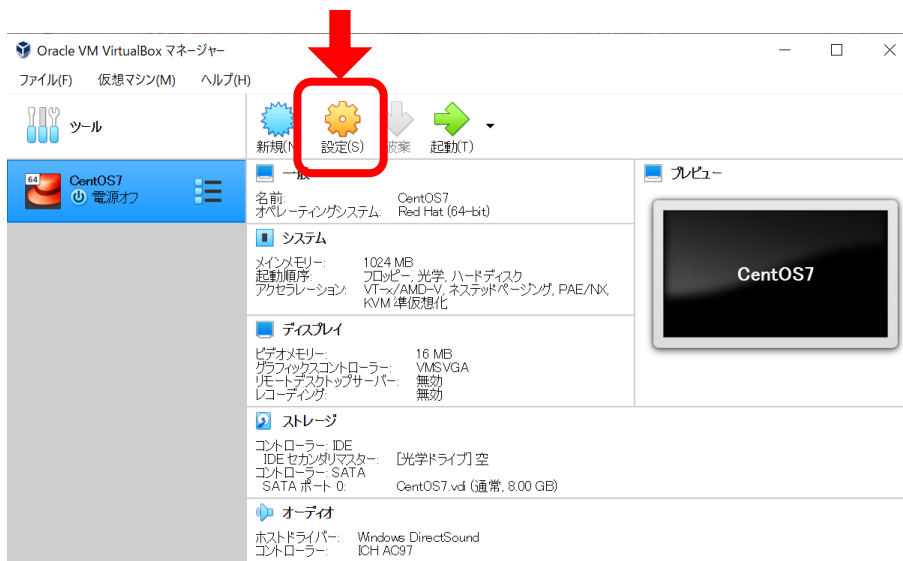 Oracle VM VirtualBox マネージャー
ファイル(F) 仮想マシン(M) ヘルプ(H)
ツール
新規(N 設定(S) 破棄 起動(T)
64 CentOS7
電源オフ
一般
名前: CentOS7
オペレーティングシステム: Red Hat (64-bit)
システム
メインメモリー: 1024 MB
起動順序: フロッピー, 光学, ハードディスク
アクセラレーション: VT-x/AMD-V, ネステッドページング, PAE/NX,
KVM 準仮想化
ディスプレイ
ビデオメモリー: 16 MB
グラフィックスコントローラー: VMSVGA
リモートデスクトップサーバー: 無効
レコーディング: 無効
ストレージ
コントローラー: IDE
IDE セカンダリマスター: [光学ドライブ] 空
コントローラー: SATA
SATA ポート 0: CentOS7.vdi (通常, 8.00 GB)
オーディオ
ホストドライバー: Windows DirectSound
コントローラー: ICH AC97
プレビュー
CentOS7